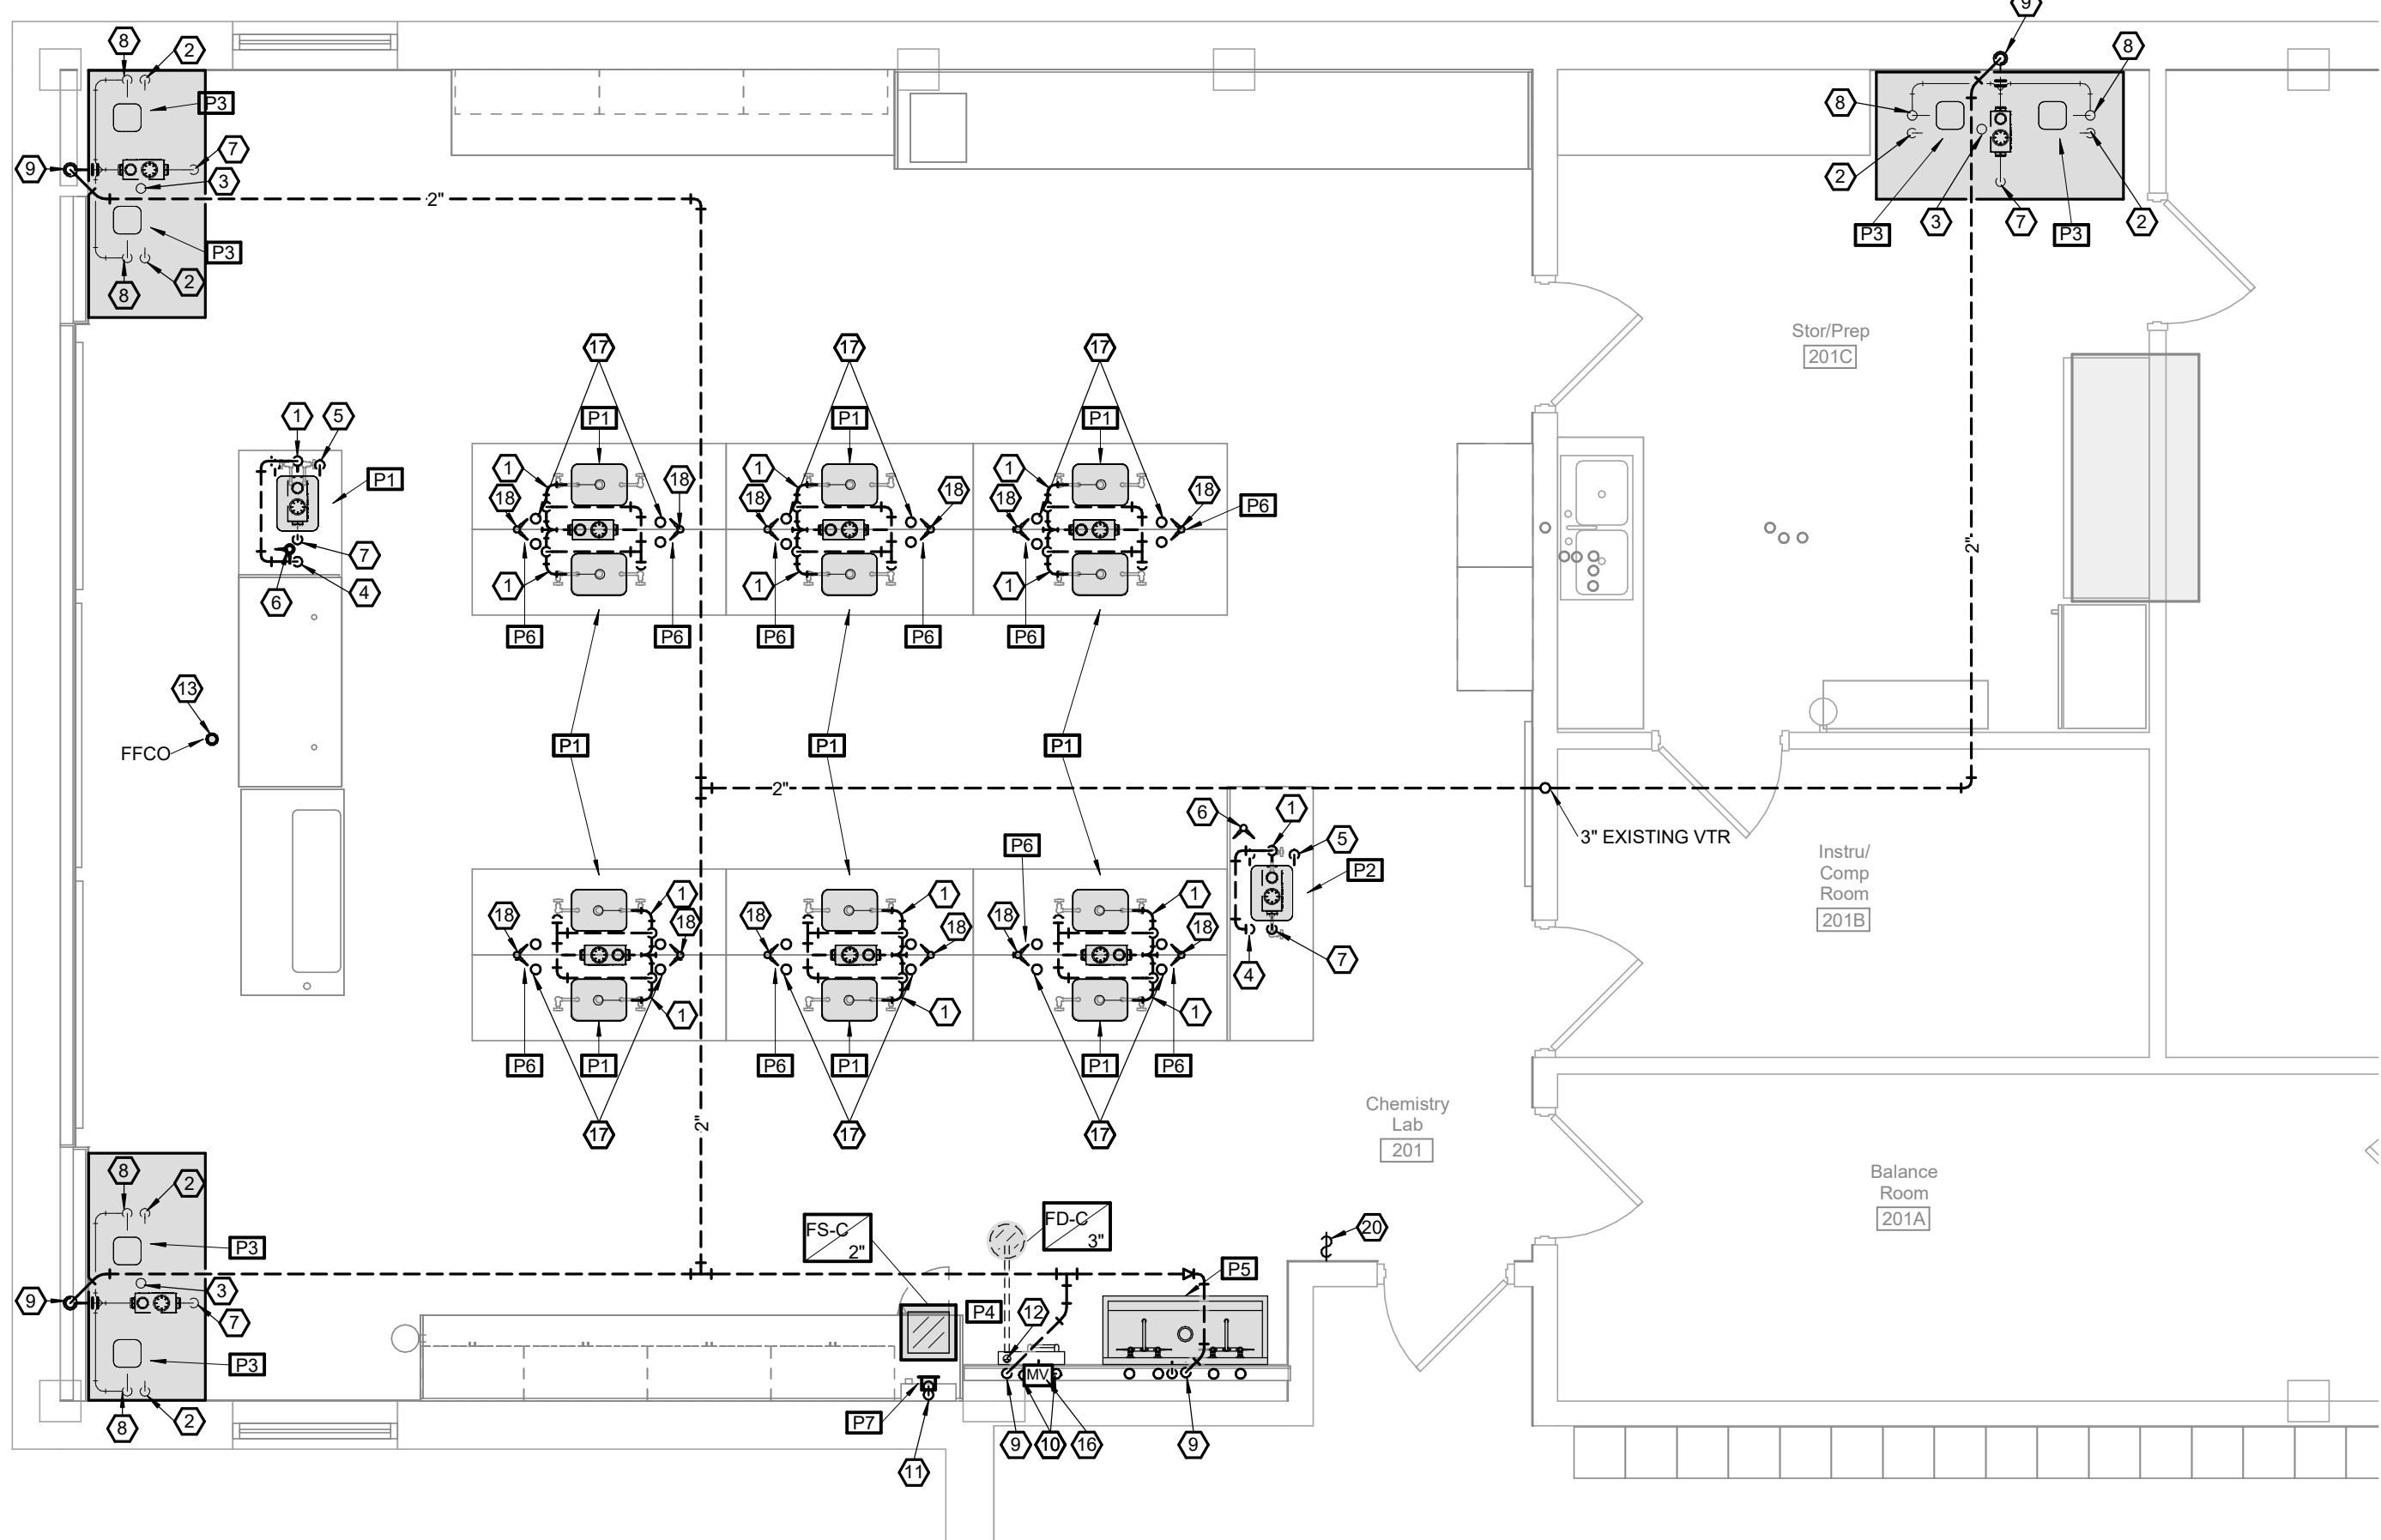 9
8
2
8
P3
8
9
7
2"
3
2
3
7
2
P3
P3
P3
2
8
Stor/Prep
201C
17
17
17
1
5
P1
P1
P1
P1
1
18
18
1
18
18
1
18
18
P6
2"
7
6
4
1
1
1
P6
P6
P6
P6
P6
13
FFCO
P1
P1
P1
2"
6
1
5
3" EXISTING VTR
P6
P2
Instru/
Comp
Room
201B
18
1
18
18
1
18
18
1
18
4
7
1
1
1
P6
P1
P6
P1
P1
P6
17
17
17
2"
Chemistry
Lab
201
Balance
Room
201A
8
2
P3
FS-C
2"
FD-C
3"
20
P5
9
3
7
P4
12
P3
MV
8
2
P7
9
10
16
9
11